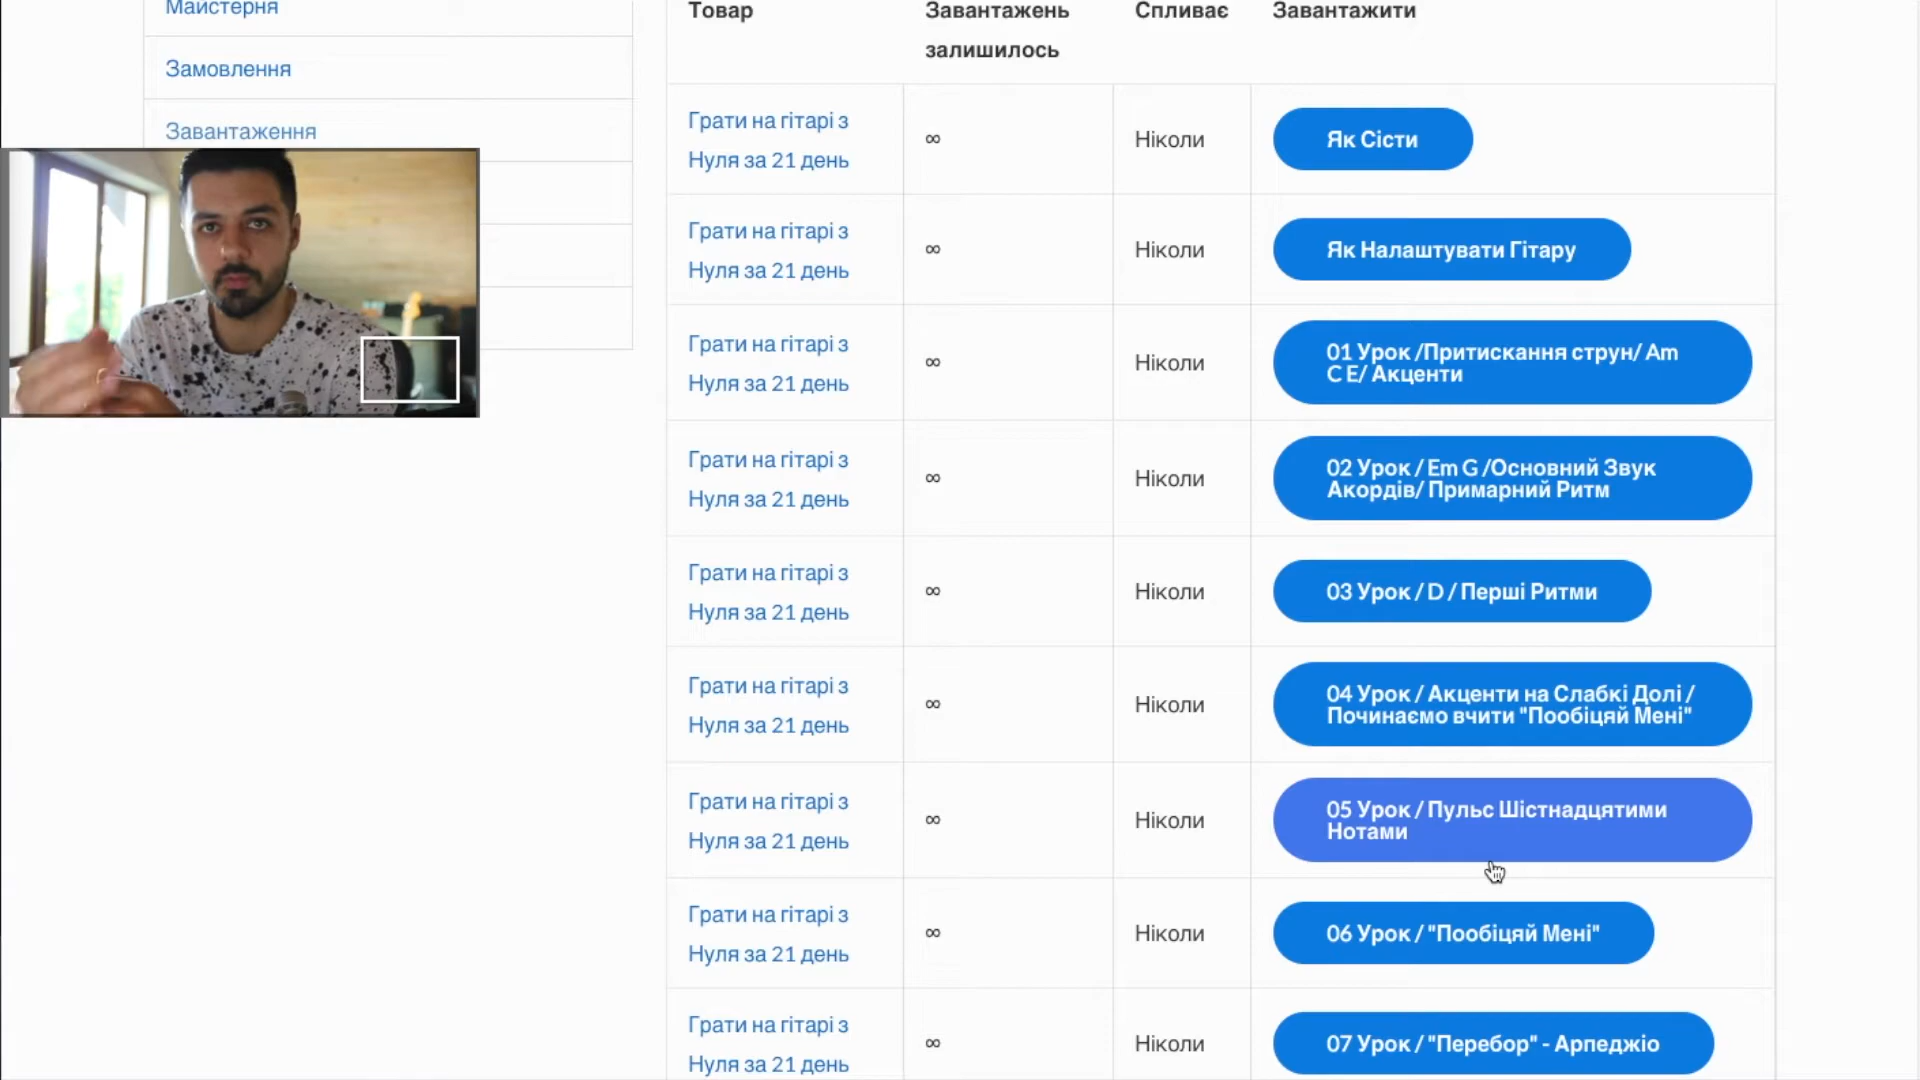 Майстерня
Замовлення
Завантаження
Товар
Завантажень
залишилось
Спливає
Завантажити
Грати на гітарі з
Нуля за 21 день
∞
Ніколи
Як Сісти
Грати на гітарі з
Нуля за 21 день
∞
Ніколи
Як Налаштувати Гітару
Грати на гітарі з
Нуля за 21 день
∞
Ніколи
01 Урок /Притискання струн/ Am
C E/ Акценти
Грати на гітарі з
Нуля за 21 день
∞
Ніколи
02 Урок / Em G /Основний Звук
Акордів/ Примарний Ритм
Грати на гітарі з
Нуля за 21 день
∞
Ніколи
03 Урок / D / Перші Ритми
Грати на гітарі з
Нуля за 21 день
∞
Ніколи
04 Урок / Акценти на Слабкі Долі /
Починаємо вчити "Пообіцяй Мені"
Грати на гітарі з
Нуля за 21 день
∞
Ніколи
05 Урок / Пульс Шістнадцятими
Нотами
Грати на гітарі з
Нуля за 21 день
∞
Ніколи
06 Урок / "Пообіцяй Мені"
Грати на гітарі з
Нуля за 21 день
∞
Ніколи
07 Урок / "Перебор" - Арпеджіо